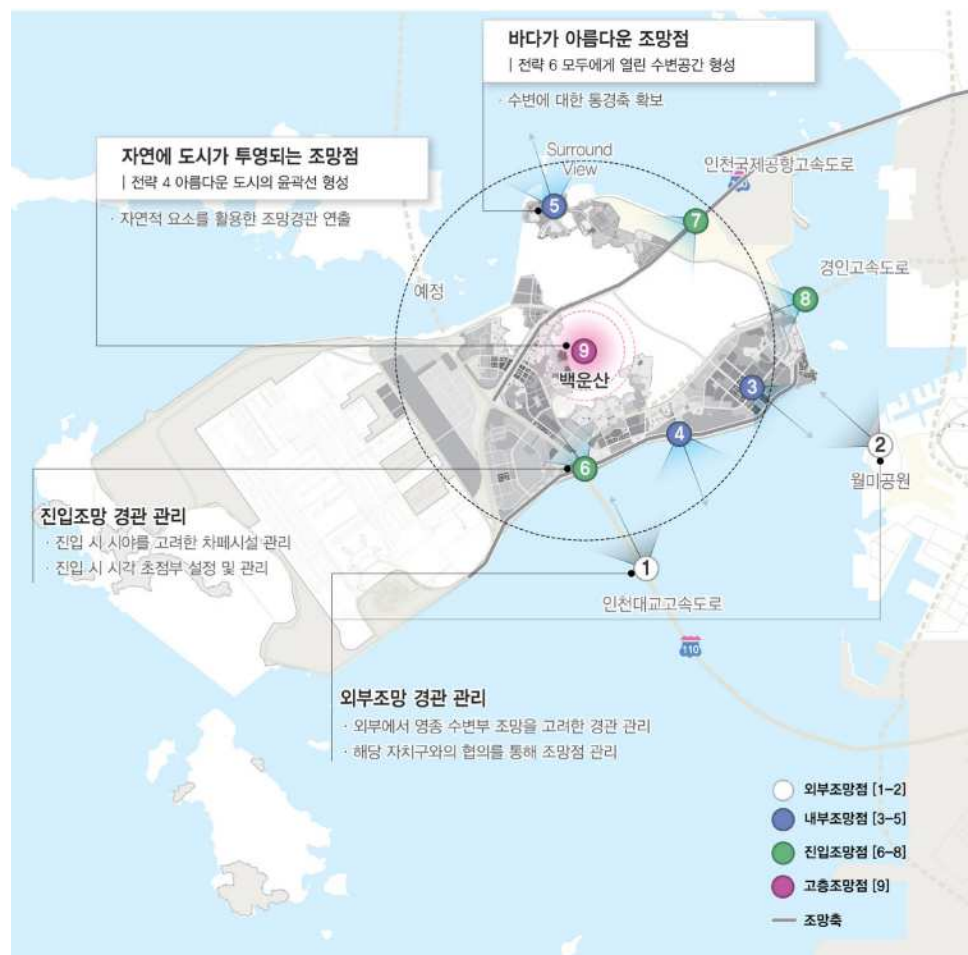 바다가 아름다운 조망점
| 전략 6 모두에게 열린 수변공간 형성
· 수변에 대한 통경축 확보
자연에 도시가 투영되는 조망점
| 전략 4 아름다운 도시의 윤곽선 형성
· 자연적 요소를 활용한 조망경관 연출
Surround
View
인천국제공항고속도로
5
7
경인고속도로
예정
8
9
백운산
3
4
2
월미공원
6
진입조망 경관 관리
· 진입 시 시야를 고려한 차폐시설 관리
· 진입 시 시각 초점부 설정 및 관리
1
인천대교고속도로
110
외부조망 경관 관리
· 외부에서 영종 수변부 조망을 고려한 경관 관리
· 해당 자치구와의 협의를 통해 조망점 관리
외부조망점 [1-2]
내부조망점 [3-5]
진입조망점 [6-8]
고층조망점 [9]
조망축